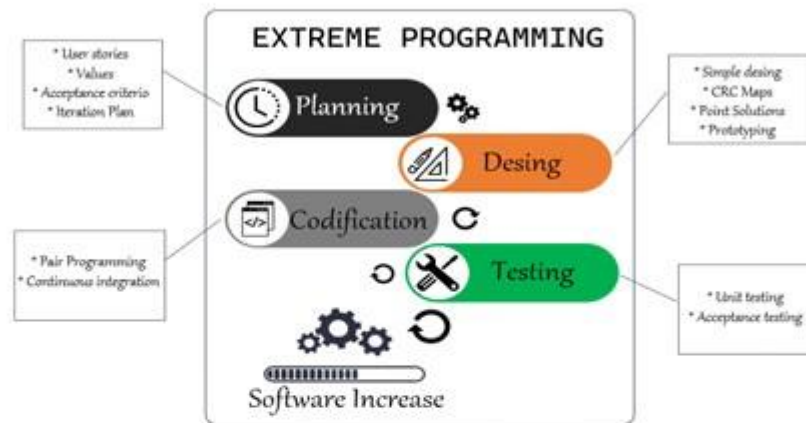 EXTREME PROGRAMMING
* User stories
* Values
* Acceptance criterio
* Iteration Plan
Planning
* Simple desing
* CRC Maps
* Point Solutions
* Prototyping
Desing
</>
Codification
* Pair Programming
* Continuous integration
Testing
* Unit testing
* Acceptance testing
Software Increase